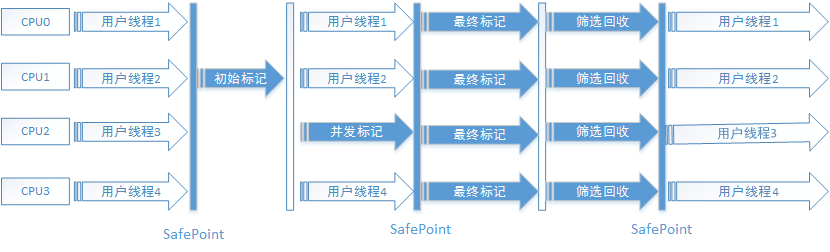 CPU0 用户线程1 用户线程1 最终标记 筛选回收 用户线程1
CPU1 用户线程2 初始标记 用户线程2 最终标记 筛选回收 用户线程2
CPU2 用户线程3 并发标记 最终标记 筛选回收 用户线程3
CPU3 用户线程4 用户线程4 最终标记 筛选回收 用户线程4
SafePoint SafePoint SafePoint